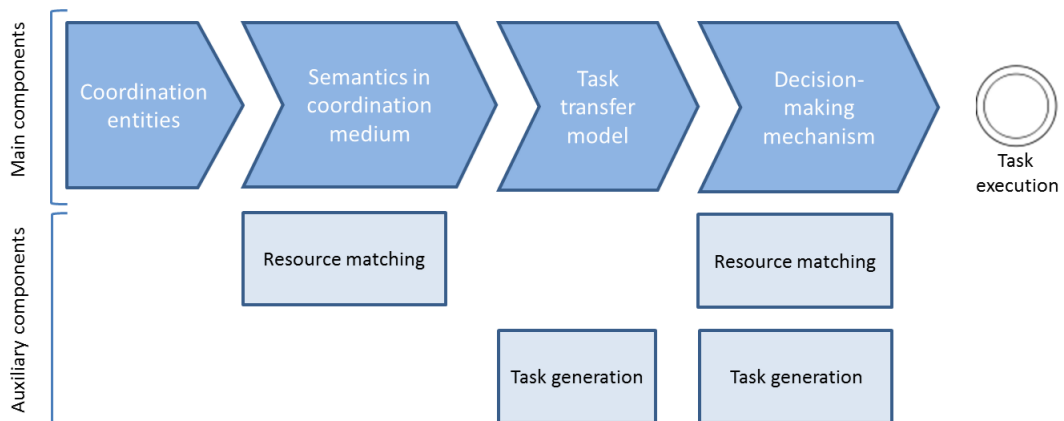 Main components
Coordination
entities
Semantics in
coordination
medium
Task
transfer
model
Decision-
making
mechanism
Task
execution
Auxiliary components
Resource matching
Resource matching
Task generation
Task generation